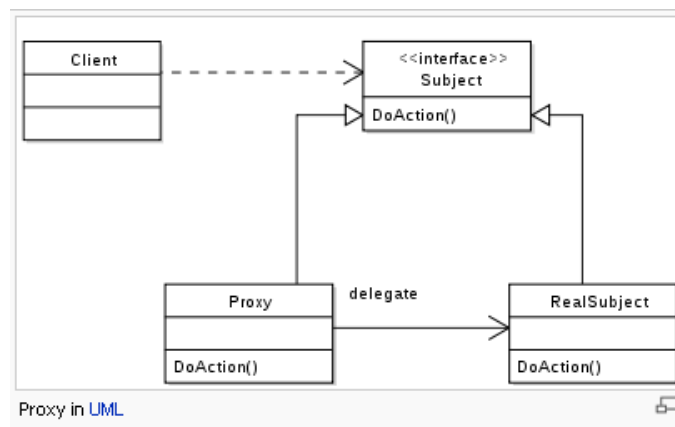 Client
<<interface>>
Subject
DoAction()
Proxy
delegate
RealSubject
DoAction()
DoAction()
Proxy in UML